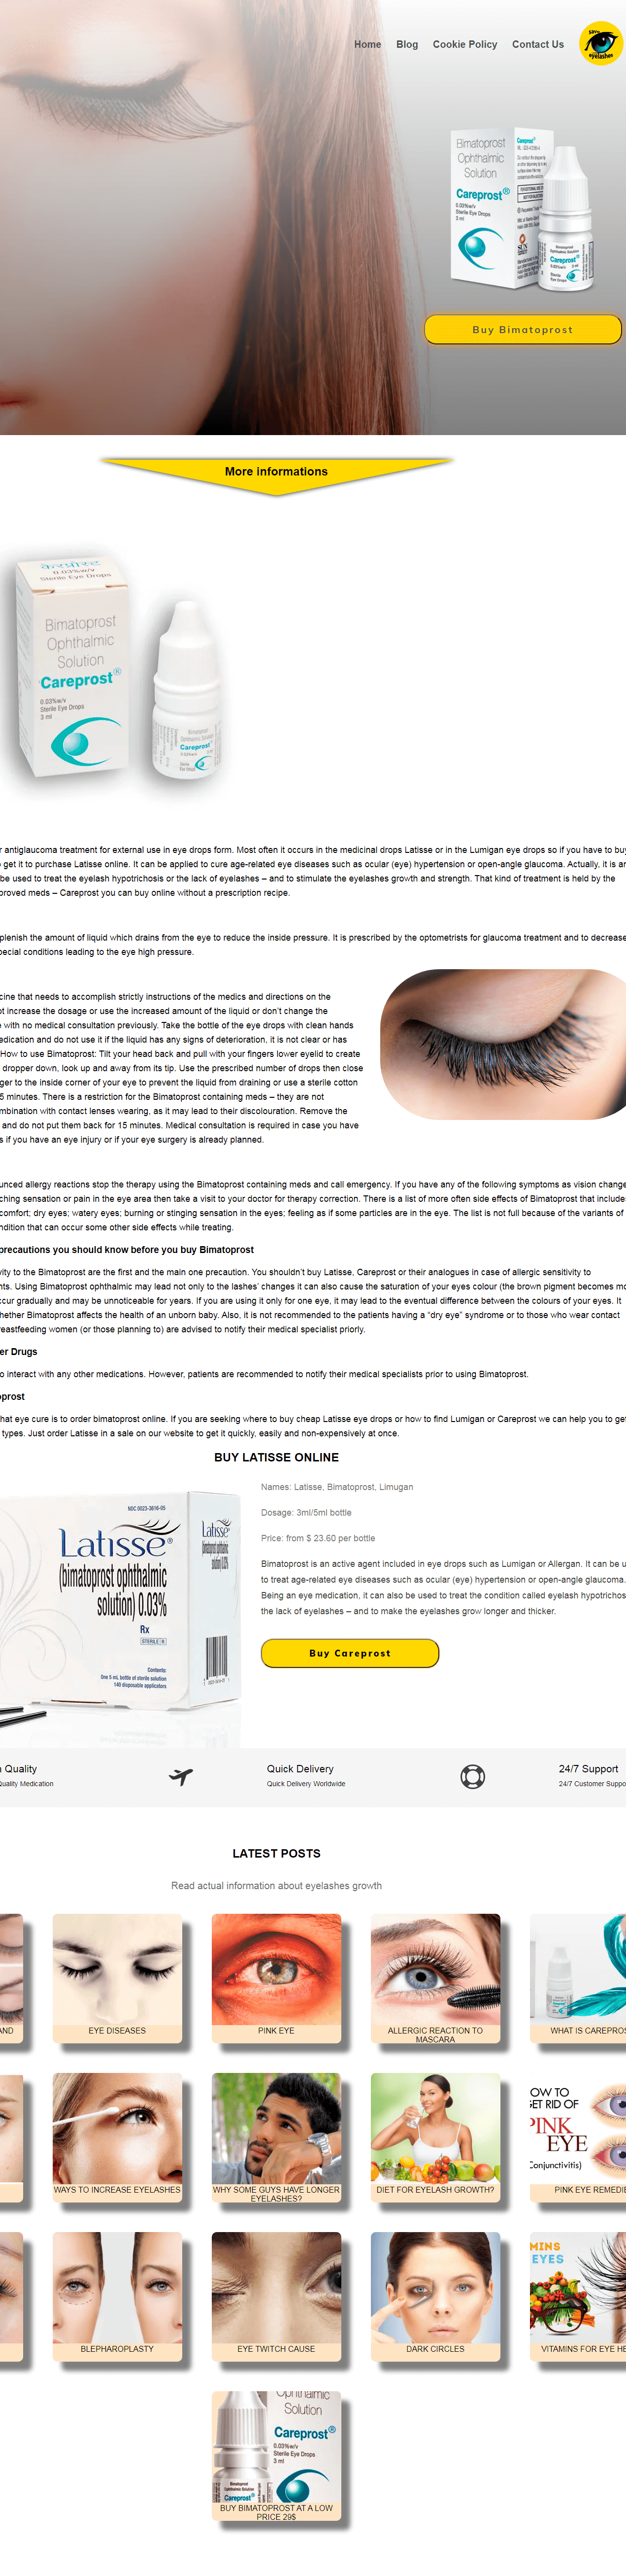 Home Blog Cookie Policy Contact Us
save
eyelashes
Bimatoprost
Ophthalmic
Solution
Careprost®
0.03%w/v
Sterile Eye Drops
3 ml
Careprost®
SUN
Careprost®
Buy Bimatoprost
More informations
0.03%w/v
Sterile Eye Drops
Bimatoprost
Ophthalmic
Solution
Careprost®
0.03%w/v
Sterile Eye Drops
3 ml
Careprost®
antiglaucoma treatment for external use in eye drops form. Most often it occurs in the medicinal drops Latisse or in the Lumigan eye drops so if you have to buy
get it to purchase Latisse online. It can be applied to cure age-related eye diseases such as ocular (eye) hypertension or open-angle glaucoma. Actually, it is an
be used to treat the eyelash hypotrichosis or the lack of eyelashes – and to stimulate the eyelashes growth and strength. That kind of treatment is held by the
proved meds – Careprost you can buy online without a prescription recipe.
plenish the amount of liquid which drains from the eye to reduce the inside pressure. It is prescribed by the optometrists for glaucoma treatment and to decrease
pecial conditions leading to the eye high pressure.
cine that needs to accomplish strictly instructions of the medics and directions on the
ot increase the dosage or use the increased amount of the liquid or don't change the
e with no medical consultation previously. Take the bottle of the eye drops with clean hands
edication and do not use it if the liquid has any signs of deterioration, it is not clear or has
How to use Bimatoprost: Tilt your head back and pull with your fingers lower eyelid to create
dropper down, look up and away from its tip. Use the prescribed number of drops then close
ger to the inside corner of your eye to prevent the liquid from draining or use a sterile cotton
5 minutes. There is a restriction for the Bimatoprost containing meds – they are not
mbination with contact lenses wearing, as it may lead to their discolouration. Remove the
and do not put them back for 15 minutes. Medical consultation is required in case you have
s if you have an eye injury or if your eye surgery is already planned.
unced allergy reactions stop the therapy using the Bimatoprost containing meds and call emergency. If you have any of the following symptoms as vision change
ching sensation or pain in the eye area then take a visit to your doctor for therapy correction. There is a list of more often side effects of Bimatoprost that include
comfort; dry eyes; watery eyes; burning or stinging sensation in the eyes; feeling as if some particles are in the eye. The list is not full because of the variants of
ndition that can occur some other side effects while treating.
precautions you should know before you buy Bimatoprost
vity to the Bimatoprost are the first and the main one precaution. You shouldn't buy Latisse, Careprost or their analogues in case of allergic sensitivity to
nts. Using Bimatoprost ophthalmic may lead not only to the lashes' changes it can also cause the saturation of your eyes colour (the brown pigment becomes mo
ccur gradually and may be unnoticeable for years. If you are using it only for one eye, it may lead to the eventual difference between the colours of your eyes. It
hether Bimatoprost affects the health of an unborn baby. Also, it is not recommended to the patients having a "dry eye" syndrome or to those who wear contact
reastfeeding women (or those planning to) are advised to notify their medical specialist priorly.
er Drugs
o interact with any other medications. However, patients are recommended to notify their medical specialists prior to using Bimatoprost.
oprost
hat eye cure is to order bimatoprost online. If you are seeking where to buy cheap Latisse eye drops or how to find Lumigan or Careprost we can help you to get
types. Just order Latisse in a sale on our website to get it quickly, easily and non-expensively at once.
BUY LATISSE ONLINE
NDC 0023-3616-05
Latisse
(bimatoprost ophthalmic
solution) 0.03%
Rx
STERILE
Contents:
One 5 mL bottle of sterile solution
140 disposable applicators
Names: Latisse, Bimatoprost, Limugan
Dosage: 3ml/5ml bottle
Price: from $ 23.60 per bottle
Bimatoprost is an active agent included in eye drops such as Lumigan or Allergan. It can be u
to treat age-related eye diseases such as ocular (eye) hypertension or open-angle glaucoma.
Being an eye medication, it can also be used to treat the condition called eyelash hypotrichos
the lack of eyelashes – and to make the eyelashes grow longer and thicker.
Buy Careprost
Quality
Quality Medication
Quick Delivery
Quick Delivery Worldwide
24/7 Support
24/7 Customer Suppo
LATEST POSTS
Read actual information about eyelashes growth
AND
EYE DISEASES
PINK EYE
ALLERGIC REACTION TO
MASCARA
WHAT IS CAREPROS
WAYS TO INCREASE EYELASHES
WHY SOME GUYS HAVE LONGER
EYELASHES?
DIET FOR EYELASH GROWTH?
OW TO
GET RID OF
PINK
EYE
Conjunctivitis)
PINK EYE REMEDIE
BLEPHAROPLASTY
EYE TWITCH CAUSE
DARK CIRCLES
MINS
EYES
VITAMINS FOR EYE HE
Ophthalmic
Solution
Careprost®
0.03%w/v
Sterile Eye Drops
3 ml
Careprost®
BUY BIMATOPROST AT A LOW
PRICE 29$